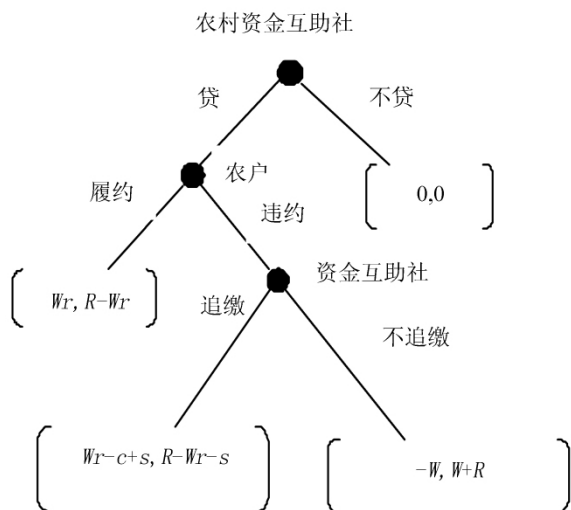 农村资金互助社
贷
不贷
农户
0,0
履约
违约
资金互助社
Wr, R-Wr
追缴
不追缴
Wr-c+s, R-Wr-s
-W, W+R